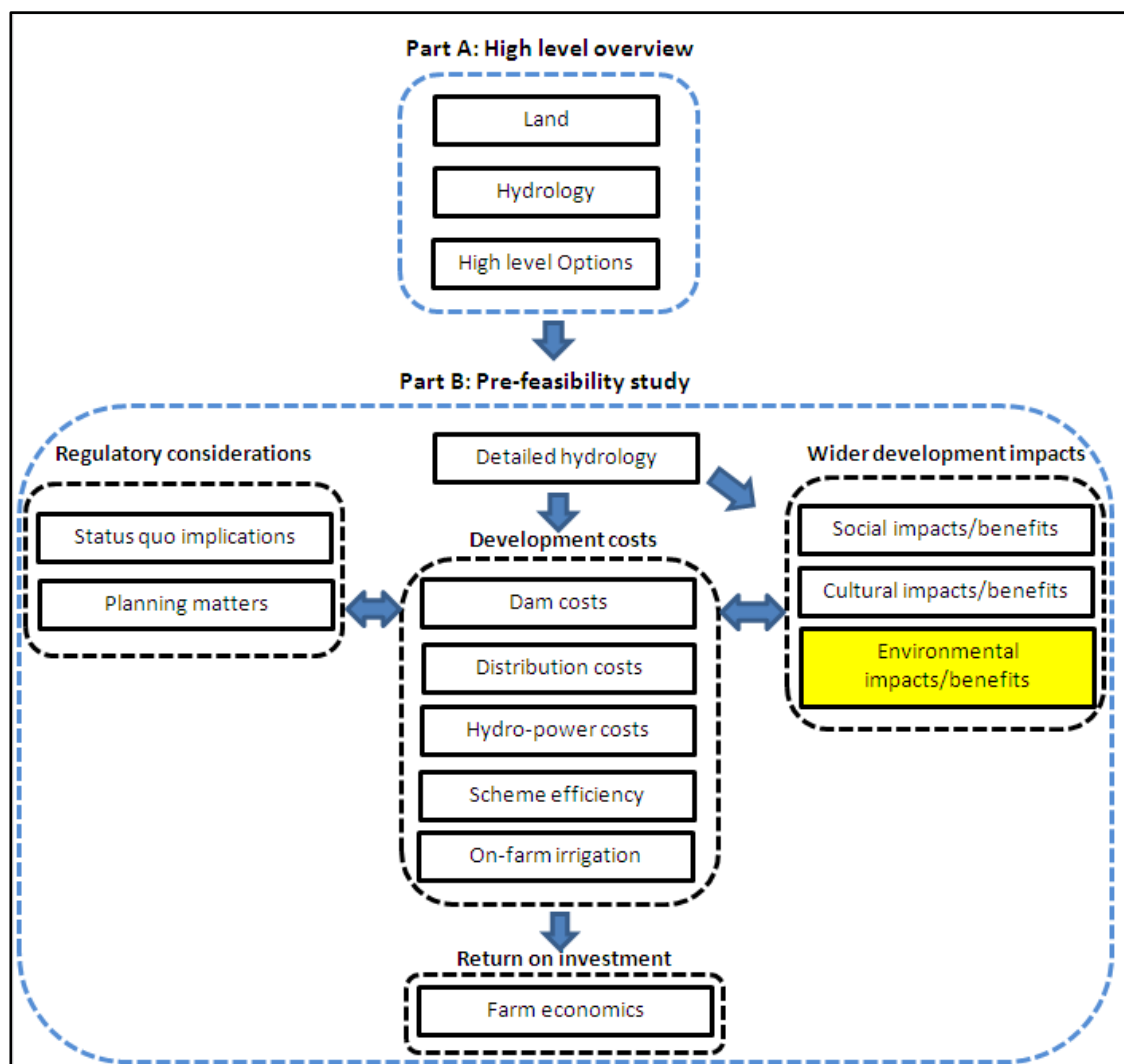 Part A: High level overview
Land
Hydrology
High level Options
Part B: Pre-feasibility study
Regulatory considerations
Status quo implications
Planning matters
Detailed hydrology
Development costs
Dam costs
Distribution costs
Hydro-power costs
Scheme efficiency
On-farm irrigation
Wider development impacts
Social impacts/benefits
Cultural impacts/benefits
Environmental
impacts/benefits
Return on investment
Farm economics